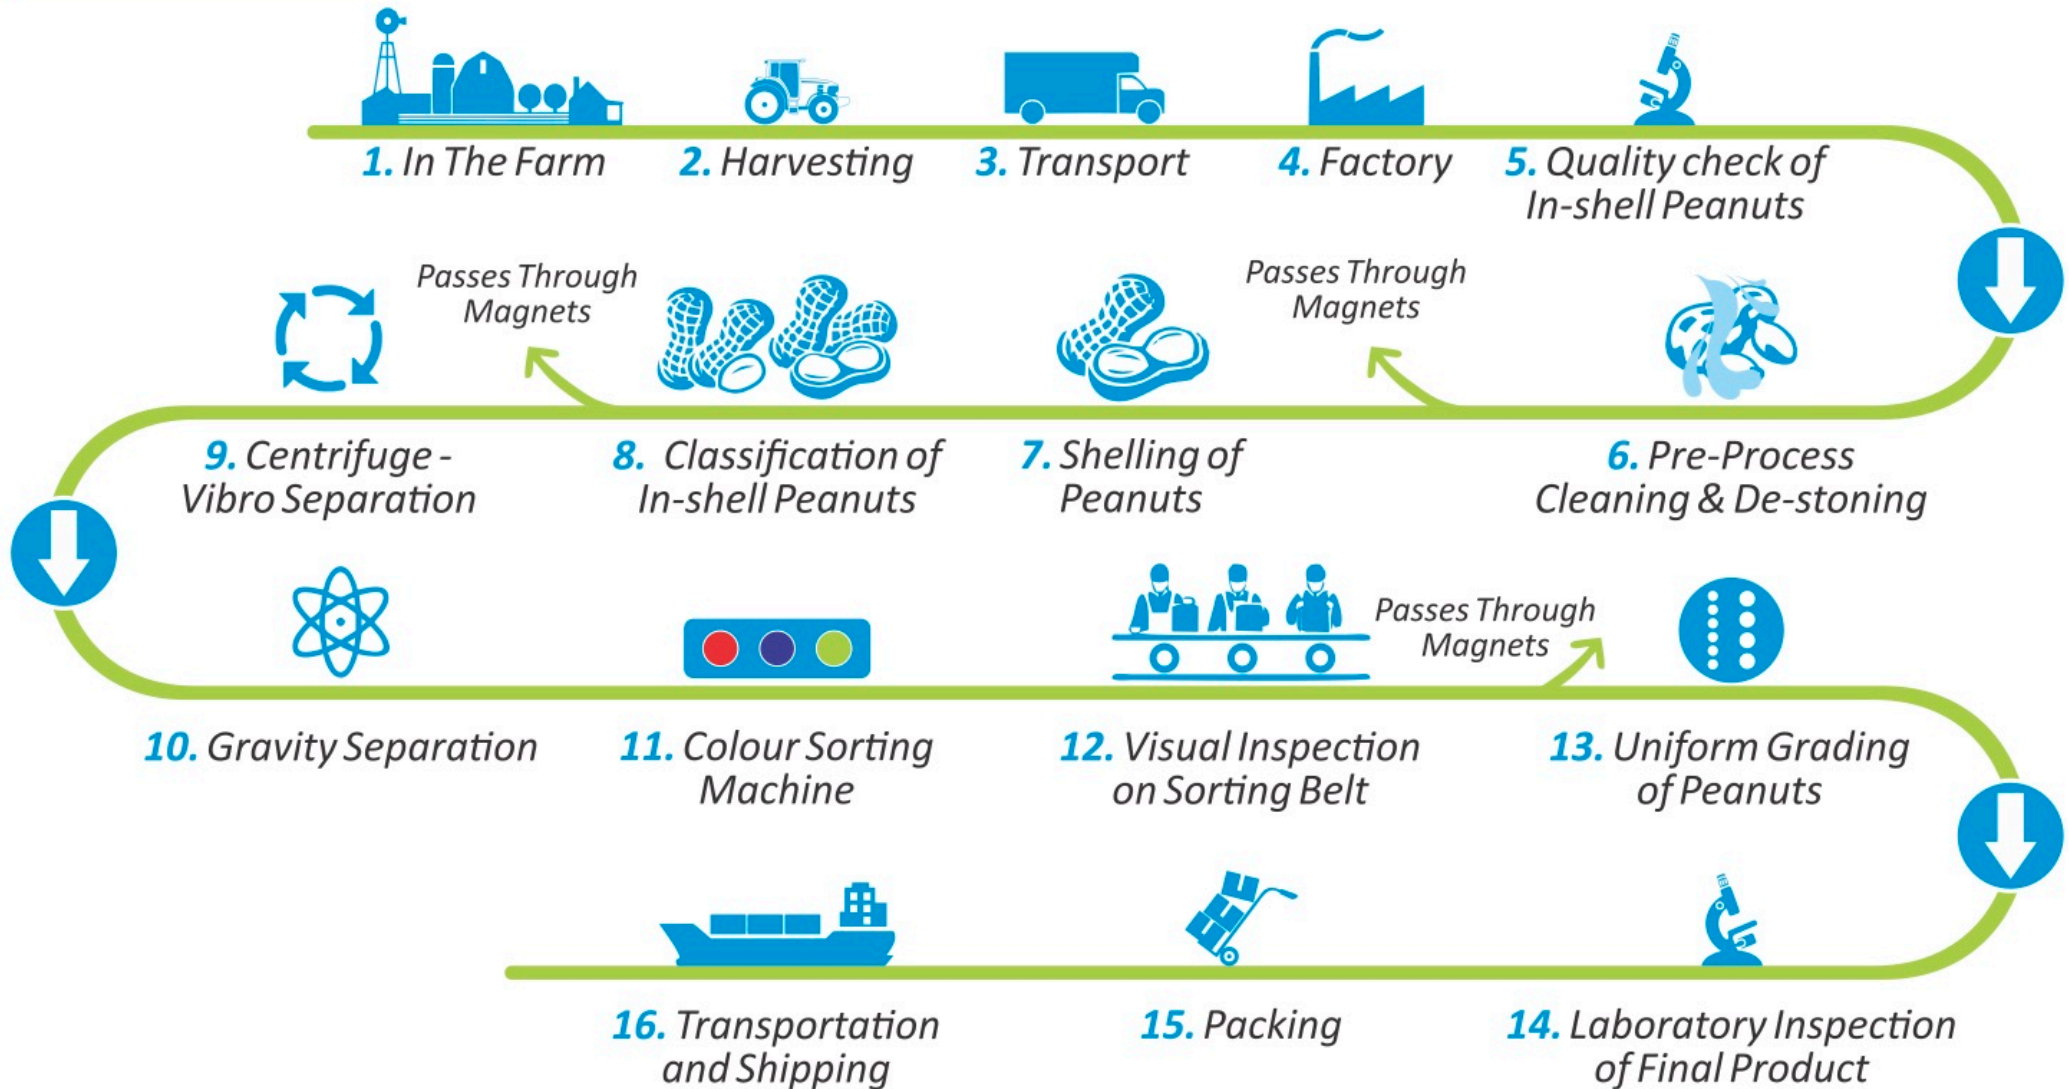 1. In The Farm
2. Harvesting
3. Transport
4. Factory
5. Quality check of
In-shell Peanuts
Passes Through
Magnets
6. Pre-Process
Cleaning & De-stoning
7. Shelling of
Peanuts
Passes Through
Magnets
8. Classification of
In-shell Peanuts
9. Centrifuge -
Vibro Separation
10. Gravity Separation
11. Colour Sorting
Machine
12. Visual Inspection
on Sorting Belt
Passes Through
Magnets
13. Uniform Grading
of Peanuts
14. Laboratory Inspection
of Final Product
15. Packing
16. Transportation
and Shipping